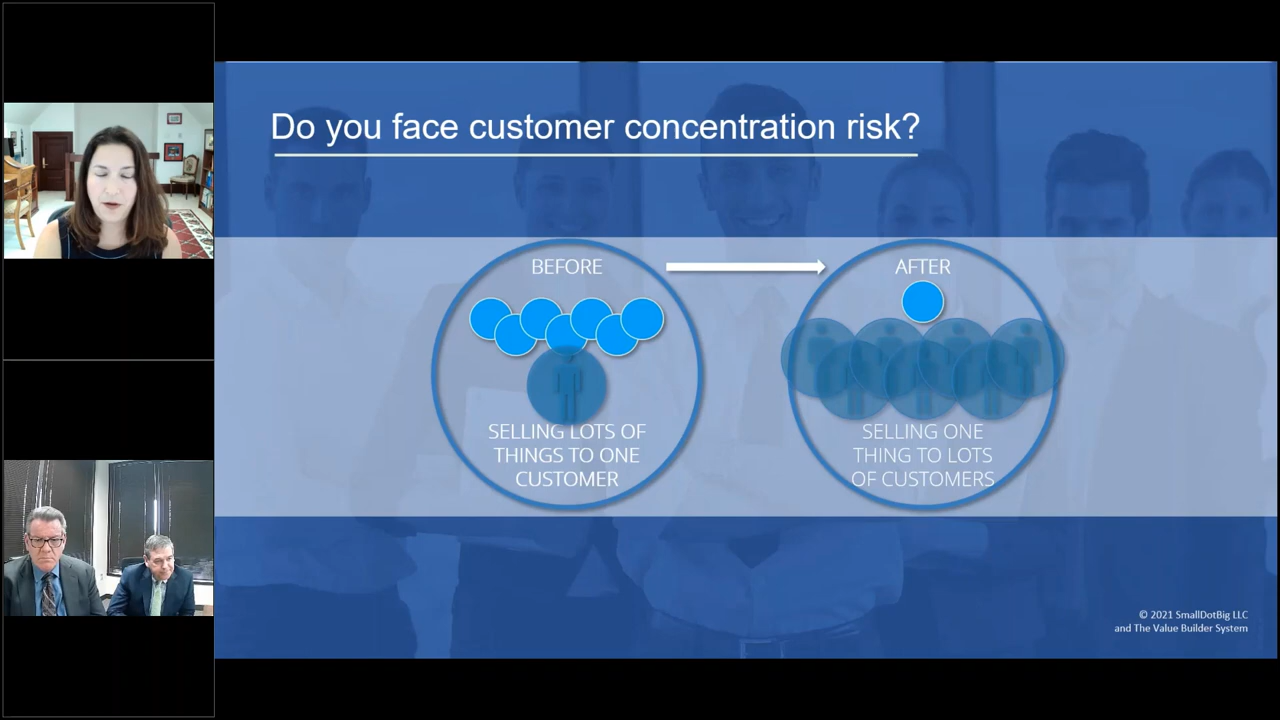 Do you face customer concentration risk?
BEFORE
SELLING LOTS OF
THINGS TO ONE
CUSTOMER
AFTER
SELLING ONE
THING TO LOTS
OF CUSTOMERS
© 2021 SmallDotBig LLC
and The Value Builder System